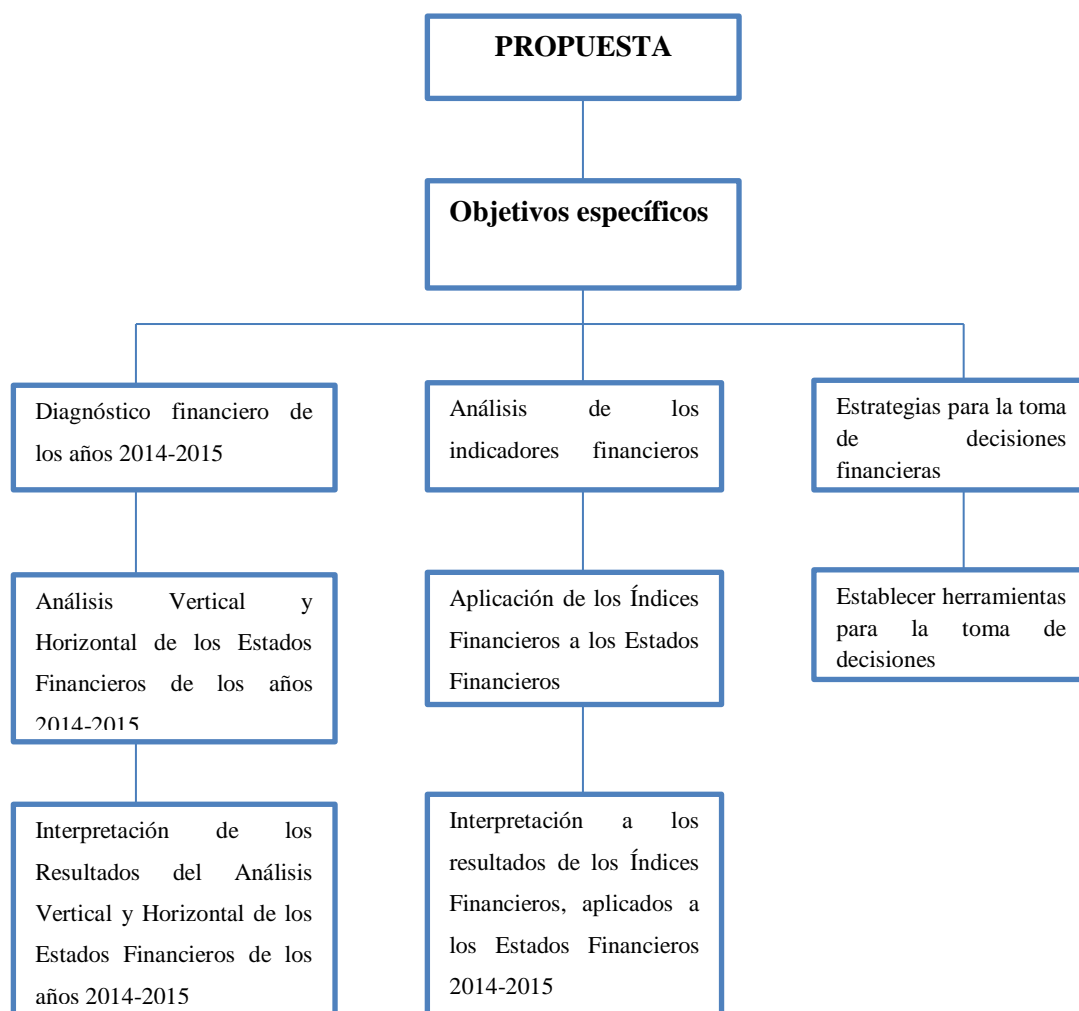 PROPUESTA
Objetivos específicos
Diagnóstico financiero de
los años 2014-2015
Análisis Vertical y
Horizontal de los Estados
Financieros de los años
2014-2015
Interpretación de los
Resultados del Análisis
Vertical y Horizontal de los
Estados Financieros de los
años 2014-2015
Análisis de los
indicadores financieros
Aplicación de los Índices
Financieros a los Estados
Financieros
Interpretación a los
resultados de los Índices
Financieros, aplicados a
los Estados Financieros
2014-2015
Estrategias para la toma
de decisiones
financieras
Establecer herramientas
para la toma de
decisiones